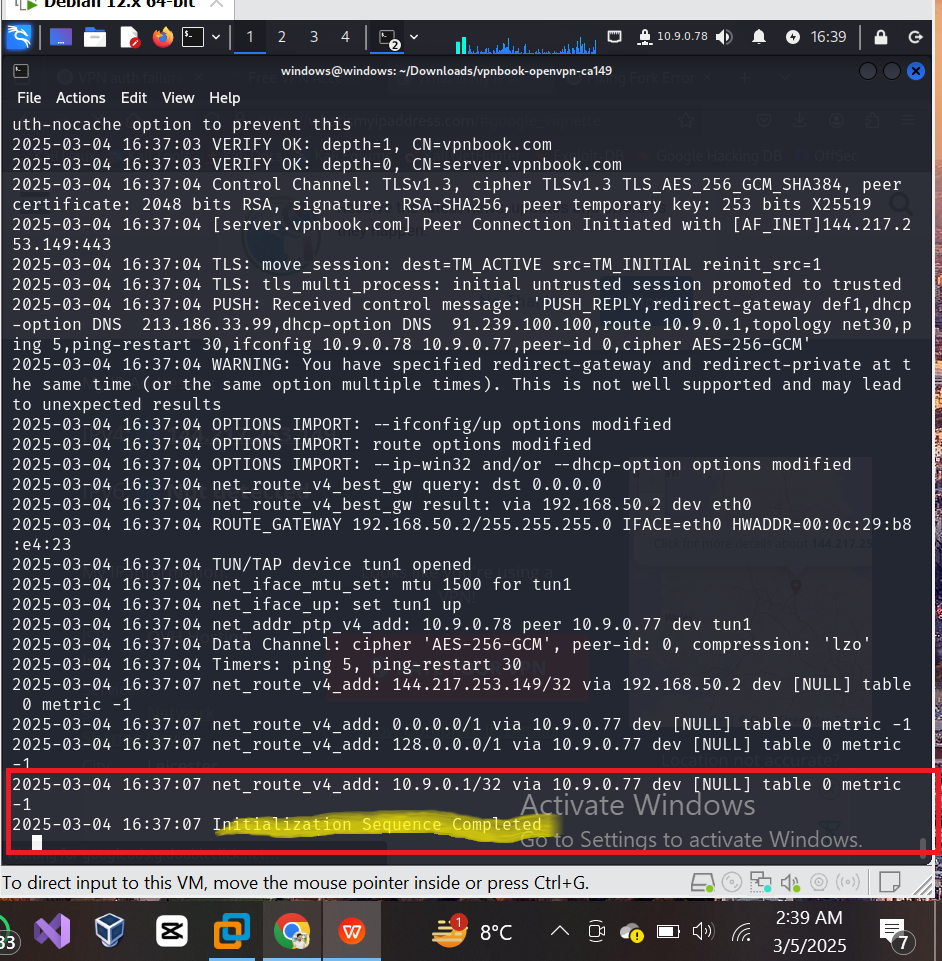 Debian 12.x 64-bit
1 2 3 4 2 10.9.0.78 16:39
windows@windows: ~/Downloads/vpnbook-openvpn-ca149
File Actions Edit View Help
uth-nocache option to prevent this
2025-03-04 16:37:03 VERIFY OK: depth=1, CN=vpnbook.com
2025-03-04 16:37:03 VERIFY OK: depth=0, CN=server.vpnbook.com
2025-03-04 16:37:04 Control Channel: TLSv1.3, cipher TLSv1.3 TLS_AES_256_GCM_SHA384, peer
certificate: 2048 bits RSA, signature: RSA-SHA256, peer temporary key: 253 bits X25519
2025-03-04 16:37:04 [server.vpnbook.com] Peer Connection Initiated with [AF_INET]144.217.2
53.149:443
2025-03-04 16:37:04 TLS: move_session: dest=TM_ACTIVE src=TM_INITIAL reinit_src=1
2025-03-04 16:37:04 TLS: tls_multi_process: initial untrusted session promoted to trusted
2025-03-04 16:37:04 PUSH: Received control message: 'PUSH_REPLY,redirect-gateway def1,dhcp
-option DNS  213.186.33.99,dhcp-option DNS  91.239.100.100,route 10.9.0.1,topology net30,p
ing 5,ping-restart 30,ifconfig 10.9.0.78 10.9.0.77,peer-id 0,cipher AES-256-GCM'
2025-03-04 16:37:04 WARNING: You have specified redirect-gateway and redirect-private at t
he same time (or the same option multiple times). This is not well supported and may lead
to unexpected results
2025-03-04 16:37:04 OPTIONS IMPORT: --ifconfig/up options modified
2025-03-04 16:37:04 OPTIONS IMPORT: route options modified
2025-03-04 16:37:04 OPTIONS IMPORT: --ip-win32 and/or --dhcp-option options modified
2025-03-04 16:37:04 net_route_v4_best_gw query: dst 0.0.0.0
2025-03-04 16:37:04 net_route_v4_best_gw result: via 192.168.50.2 dev eth0
2025-03-04 16:37:04 ROUTE_GATEWAY 192.168.50.2/255.255.255.0 IFACE=eth0 HWADDR=00:0c:29:b8
:e4:23
2025-03-04 16:37:04 TUN/TAP device tun1 opened
2025-03-04 16:37:04 net_iface_mtu_set: mtu 1500 for tun1
2025-03-04 16:37:04 net_iface_up: set tun1 up
2025-03-04 16:37:04 net_addr_ptp_v4_add: 10.9.0.78 peer 10.9.0.77 dev tun1
2025-03-04 16:37:04 Data Channel: cipher 'AES-256-GCM', peer-id: 0, compression: 'lzo'
2025-03-04 16:37:04 Timers: ping 5, ping-restart 30
2025-03-04 16:37:07 net_route_v4_add: 144.217.253.149/32 via 192.168.50.2 dev [NULL] table
0 metric -1
2025-03-04 16:37:07 net_route_v4_add: 0.0.0.0/1 via 10.9.0.77 dev [NULL] table 0 metric -1
2025-03-04 16:37:07 net_route_v4_add: 128.0.0.0/1 via 10.9.0.77 dev [NULL] table 0 metric
-1
2025-03-04 16:37:07 net_route_v4_add: 10.9.0.1/32 via 10.9.0.77 dev [NULL] table 0 metric
-1
2025-03-04 16:37:07 Initialization Sequence Completed
Activate Windows
Go to Settings to activate Windows.
To direct input to this VM, move the mouse pointer inside or press Ctrl+G.
33 1 8°C 2:39 AM
3/5/2025 7